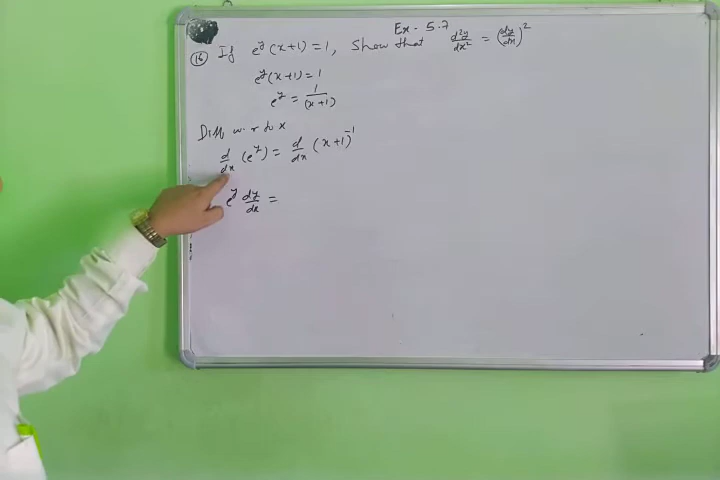 Ex - 5.7
(16) If e^y (x+1) = 1, Show that d²y/dx² = (dy/dx)²
e^y (x+1) = 1
e^y = 1/(x+1)
Diff w. r to x
d/dx (e^y) = d/dx (x+1)^-1
e^y dy/dx =